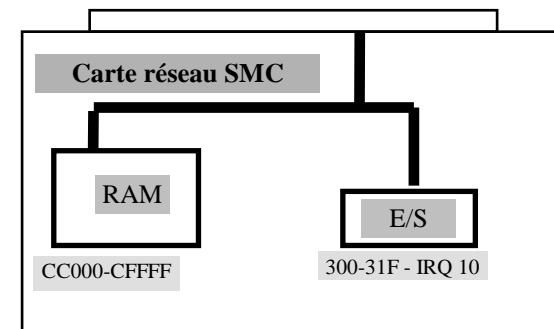 Carte réseau SMC
RAM
E/S
CC000-CFFFF
300-31F - IRQ 10